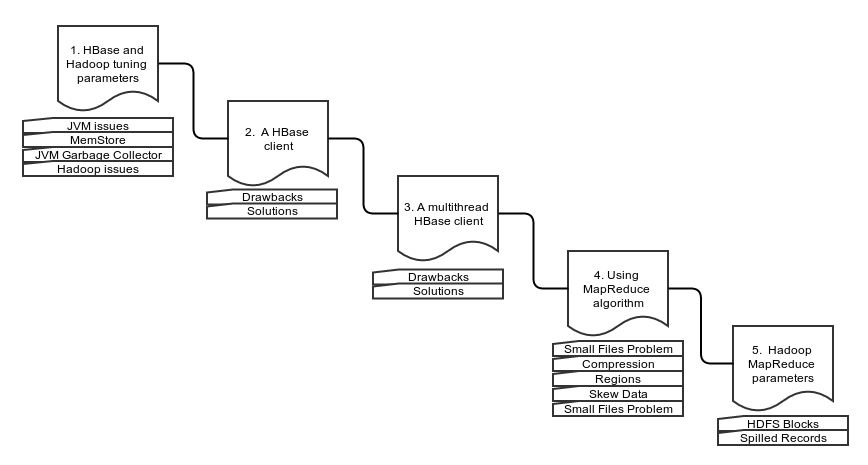 1. HBase and
Hadoop tuning
parameters
JVM issues
MemStore
JVM Garbage Collector
Hadoop issues
2. A HBase
client
Drawbacks
Solutions
3. A multithread
HBase client
Drawbacks
Solutions
4. Using
MapReduce
algorithm
Small Files Problem
Compression
Regions
Skew Data
Small Files Problem
5. Hadoop
MapReduce
parameters
HDFS Blocks
Spilled Records